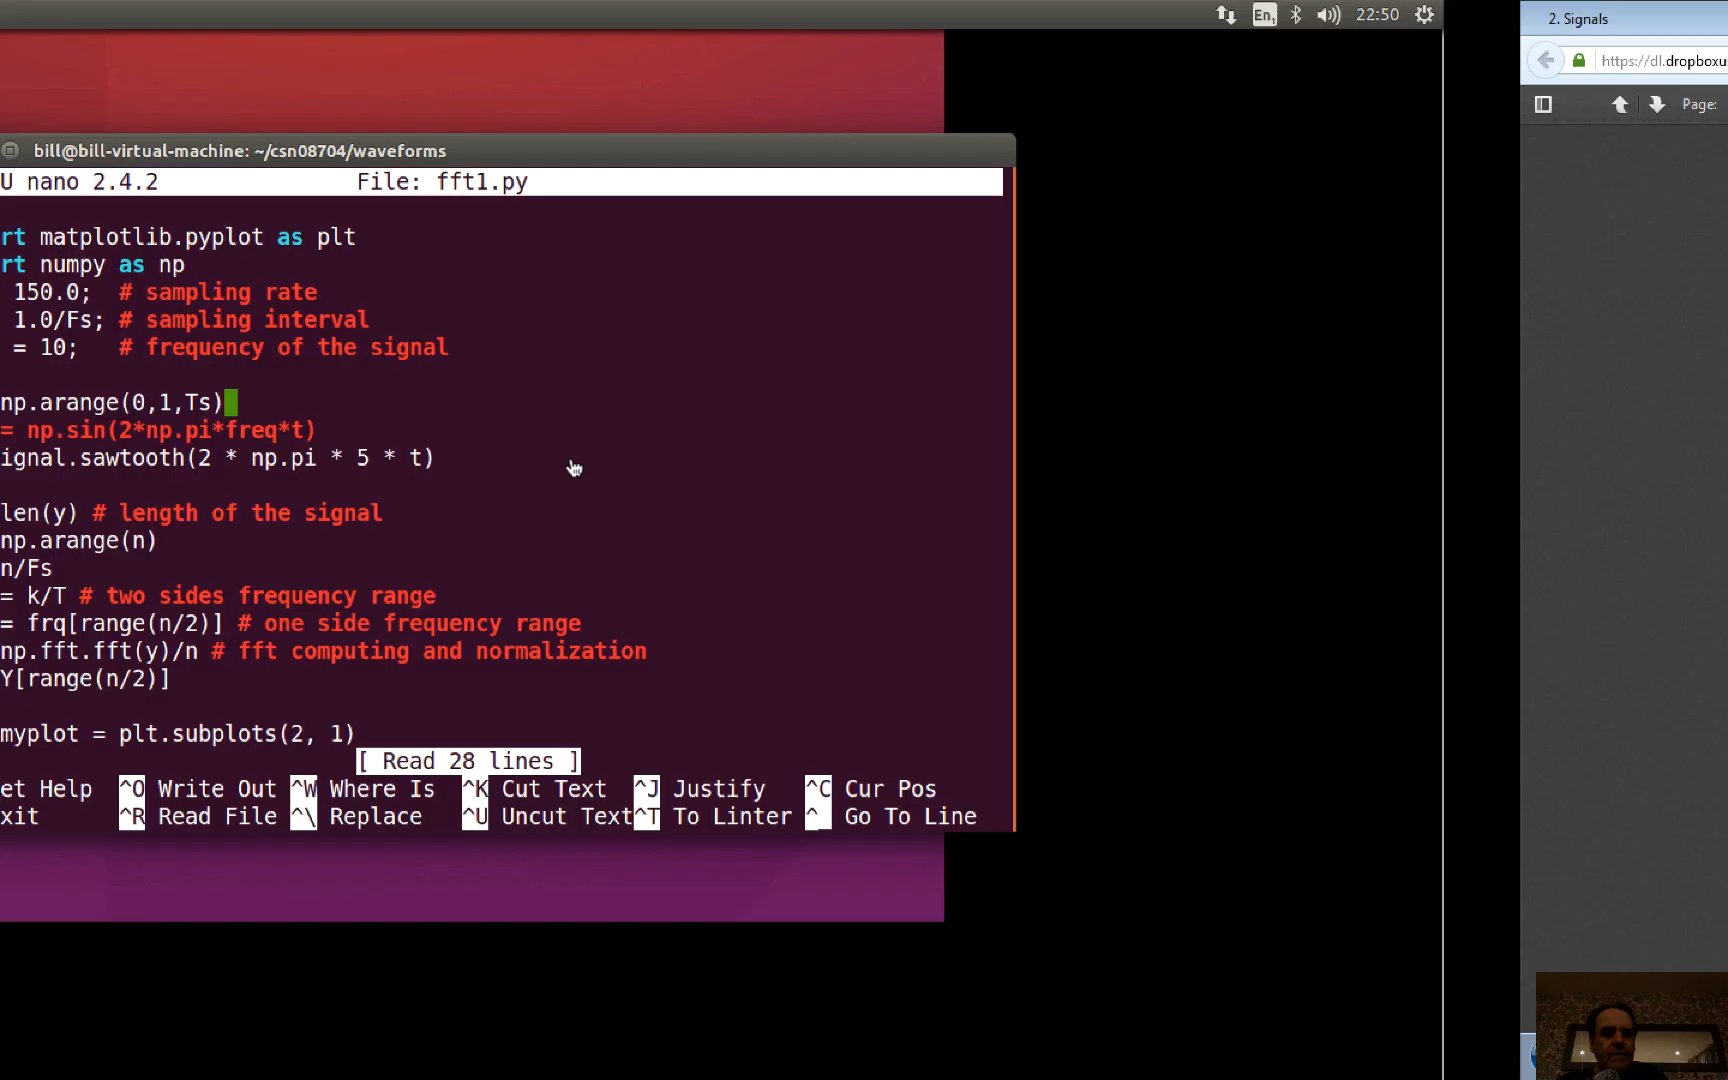 En1 22:50
2. Signals
https://dl.dropboxu
Page:
bill@bill-virtual-machine: ~/csn08704/waveforms
U nano 2.4.2 File: fft1.py
rt matplotlib.pyplot as plt
rt numpy as np
150.0; # sampling rate
1.0/Fs; # sampling interval
= 10; # frequency of the signal
np.arange(0,1,Ts)
= np.sin(2*np.pi*freq*t)
ignal.sawtooth(2 * np.pi * 5 * t)
len(y) # length of the signal
np.arange(n)
n/Fs
= k/T # two sides frequency range
= frq[range(n/2)] # one side frequency range
np.fft.fft(y)/n # fft computing and normalization
Y[range(n/2)]
myplot = plt.subplots(2, 1)
[ Read 28 lines ]
et Help ^O Write Out ^W Where Is ^K Cut Text ^J Justify ^C Cur Pos
xit ^R Read File ^\ Replace ^U Uncut Text ^T To Linter ^_ Go To Line